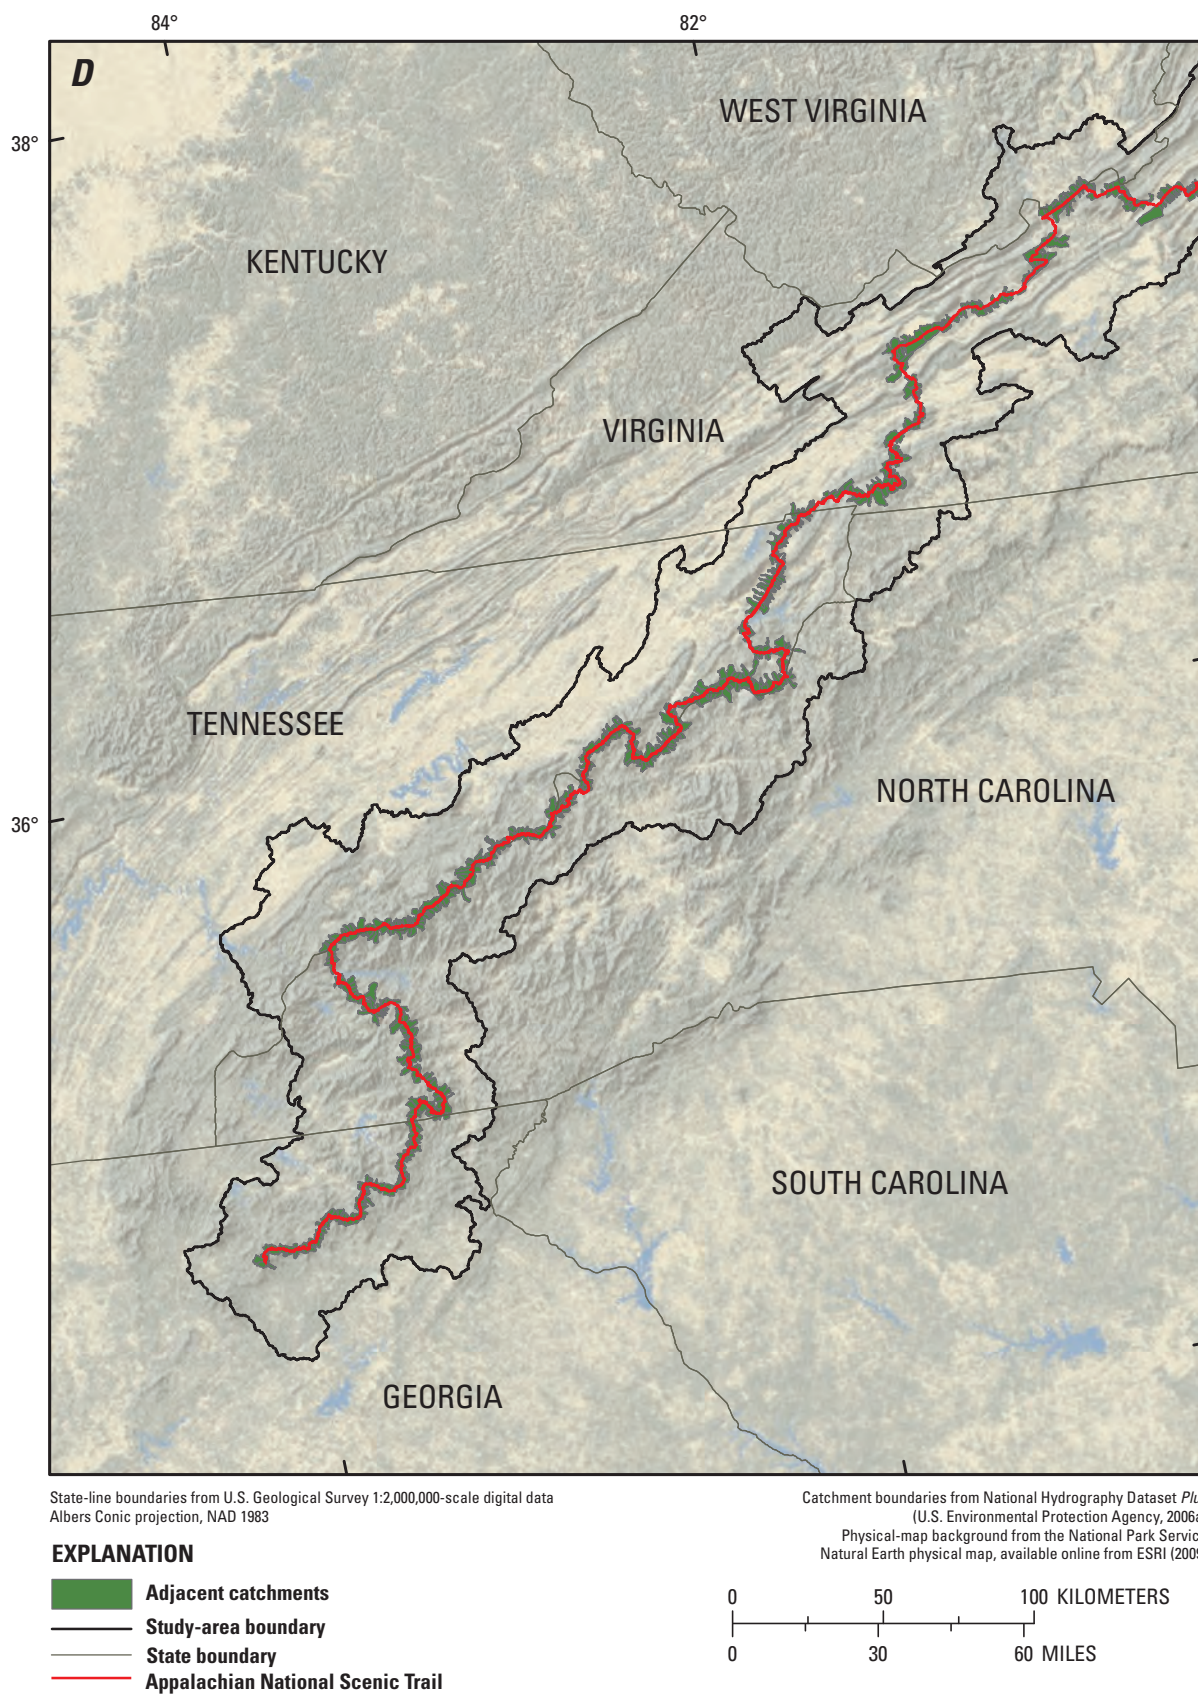 84°
82°
D
WEST VIRGINIA
38°
KENTUCKY
VIRGINIA
TENNESSEE
NORTH CAROLINA
36°
SOUTH CAROLINA
GEORGIA
State-line boundaries from U.S. Geological Survey 1:2,000,000-scale digital data
Albers Conic projection, NAD 1983
Catchment boundaries from National Hydrography Dataset Plu
(U.S. Environmental Protection Agency, 2006a
Physical-map background from the National Park Servic
Natural Earth physical map, available online from ESRI (2009
EXPLANATION
Adjacent catchments
Study-area boundary
State boundary
Appalachian National Scenic Trail
0 50 100 KILOMETERS
0 30 60 MILES